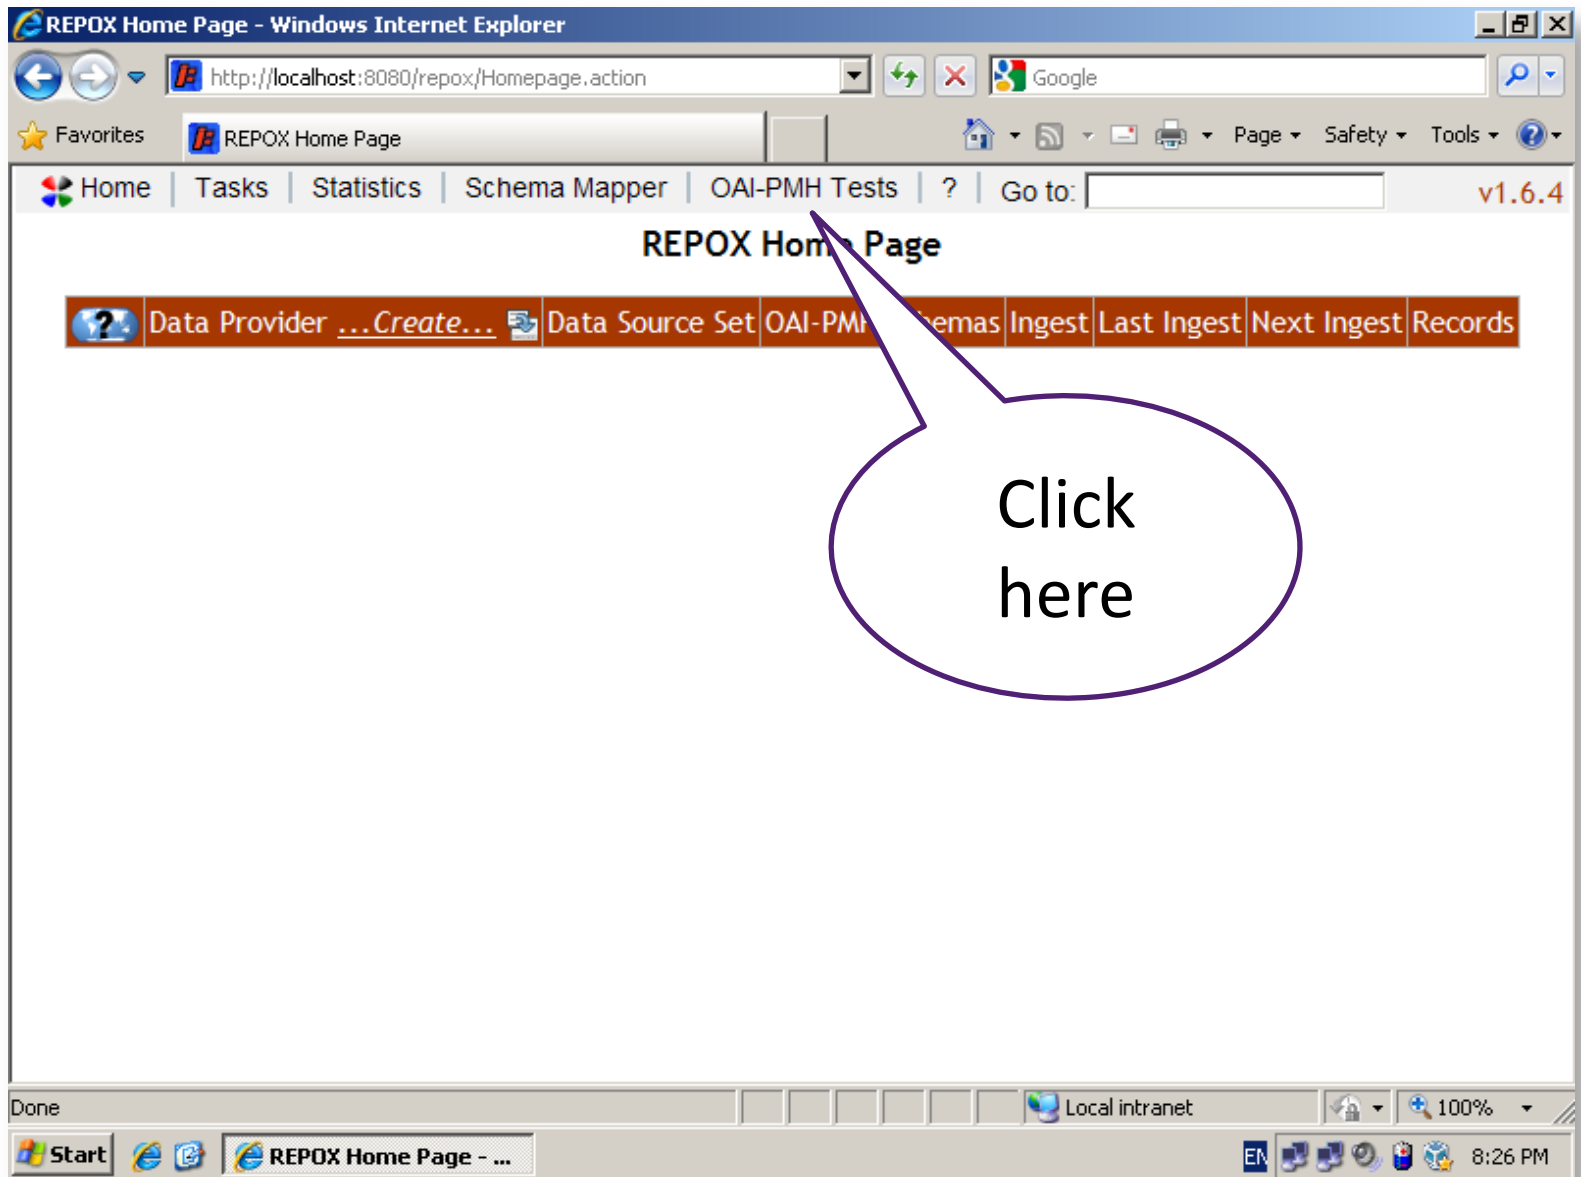 REPOX Home Page - Windows Internet Explorer
http://localhost:8080/repox/Homepage.action
Google
Favorites
REPOX Home Page
Page
Safety
Tools
Home | Tasks | Statistics | Schema Mapper | OAI-PMH Tests | ? | Go to:
v1.6.4
REPOX Home Page
? Data Provider ...Create... Data Source Set OAI-PMH Schemas Ingest Last Ingest Next Ingest Records
Click
here
Done
Local intranet
100%
Start
REPOX Home Page - ...
EN
8:26 PM